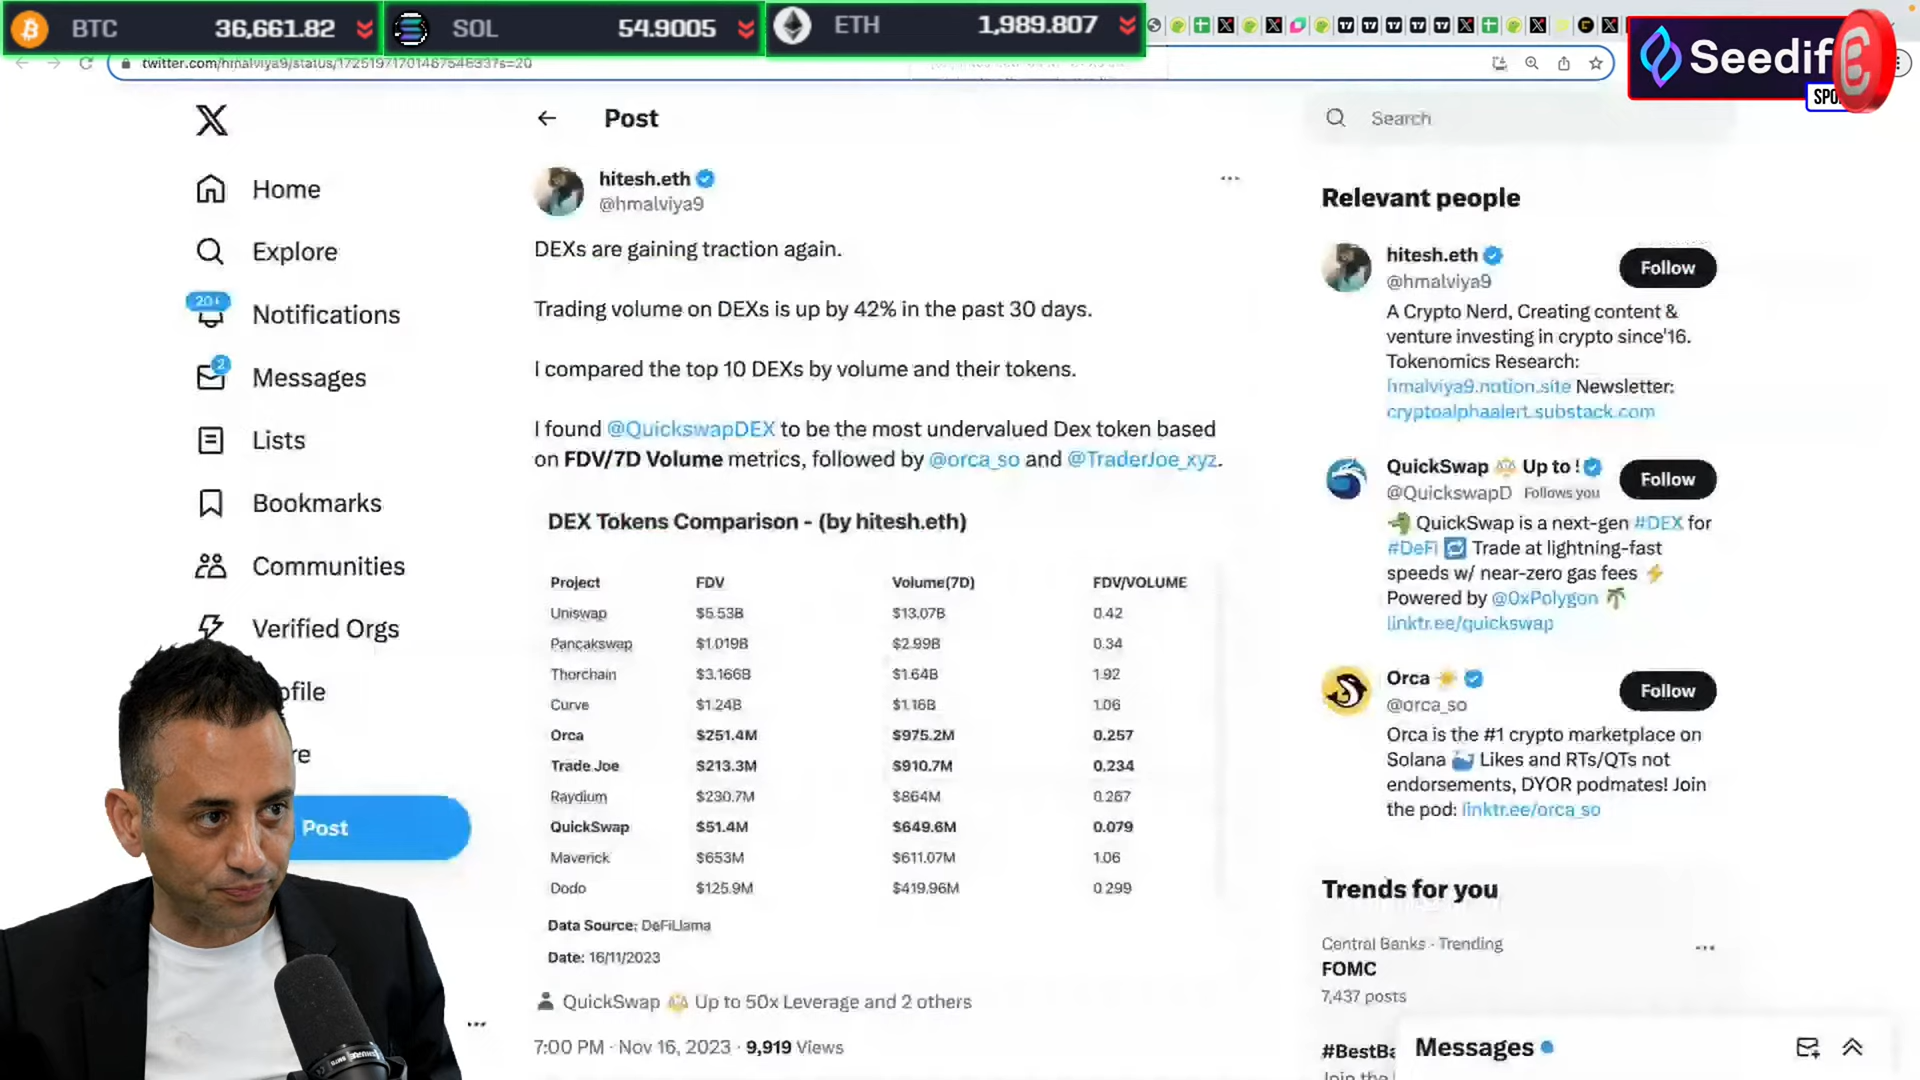 BTC 36,661.82
SOL 54.9005
ETH 1,989.807
Seedif
SPO
Post
Search
Home
Explore
20+
Notifications
2
Messages
Lists
Bookmarks
Communities
Verified Orgs
ofile
re
Post
hitesh.eth
@hmalviya9
DEXs are gaining traction again.
Trading volume on DEXs is up by 42% in the past 30 days.
I compared the top 10 DEXs by volume and their tokens.
I found @QuickswapDEX to be the most undervalued Dex token based
on FDV/7D Volume metrics, followed by @orca_so and @TraderJoe_xyz.
DEX Tokens Comparison - (by hitesh.eth)
Project FDV Volume(7D) FDV/VOLUME
Uniswap $5.53B $13.07B 0.42
Pancakswap $1.019B $2.99B 0.34
Thorchain $3.166B $1.64B 1.92
Curve $1.24B $1.16B 1.06
Orca $251.4M $975.2M 0.257
Trade Joe $213.3M $910.7M 0.234
Raydium $230.7M $864M 0.267
QuickSwap $51.4M $649.6M 0.079
Maverick $653M $611.07M 1.06
Dodo $125.9M $419.96M 0.299
Data Source: DeFiLlama
Date: 16/11/2023
QuickSwap Up to 50x Leverage and 2 others
7:00 PM · Nov 16, 2023 · 9,919 Views
Relevant people
hitesh.eth
@hmalviya9
Follow
A Crypto Nerd, Creating content &
venture investing in crypto since'16.
Tokenomics Research:
hmalviya9.notion.site Newsletter:
cryptoalphaalert.substack.com
QuickSwap Up to !
@QuickswapD Follows you
Follow
QuickSwap is a next-gen #DEX for
#DeFi Trade at lightning-fast
speeds w/ near-zero gas fees
Powered by @0xPolygon
linktr.ee/quickswap
Orca
@orca_so
Follow
Orca is the #1 crypto marketplace on
Solana Likes and RTs/QTs not
endorsements, DYOR podmates! Join
the pod: linktr.ee/orca_so
Trends for you
Central Banks · Trending
FOMC
7,437 posts
#BestBa
Join the
Messages